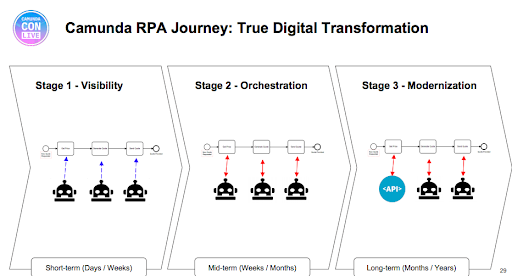 CAMUNDA
CON
LIVE
Camunda RPA Journey: True Digital Transformation
Stage 1 - Visibility
Stage 2 - Orchestration
Stage 3 - Modernization
<API>
Short-term (Days / Weeks)
Mid-term (Weeks / Months)
Long-term (Months / Years)
29